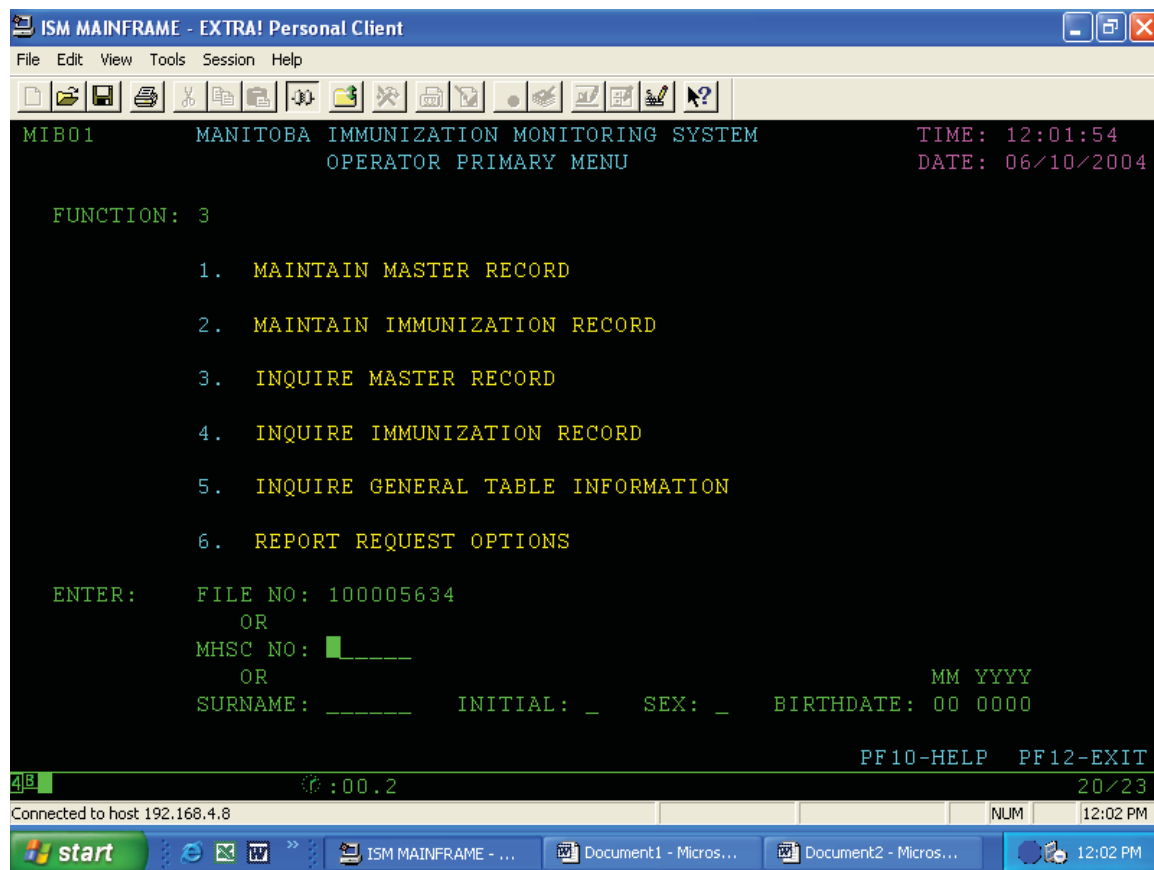 ISM MAINFRAME - EXTRA! Personal Client
File Edit View Tools Session Help
MIB01 MANITOBA IMMUNIZATION MONITORING SYSTEM TIME: 12:01:54
OPERATOR PRIMARY MENU DATE: 06/10/2004
FUNCTION: 3
1. MAINTAIN MASTER RECORD
2. MAINTAIN IMMUNIZATION RECORD
3. INQUIRE MASTER RECORD
4. INQUIRE IMMUNIZATION RECORD
5. INQUIRE GENERAL TABLE INFORMATION
6. REPORT REQUEST OPTIONS
ENTER: FILE NO: 100005634
OR
MHSC NO: _____
OR MM YYYY
SURNAME: ______ INITIAL: _ SEX: _ BIRTHDATE: 00 0000
PF10-HELP PF12-EXIT
4B :00.2 20/23
Connected to host 192.168.4.8 NUM 12:02 PM
start » ISM MAINFRAME - ... Document1 - Micros... Document2 - Micros... 12:02 PM